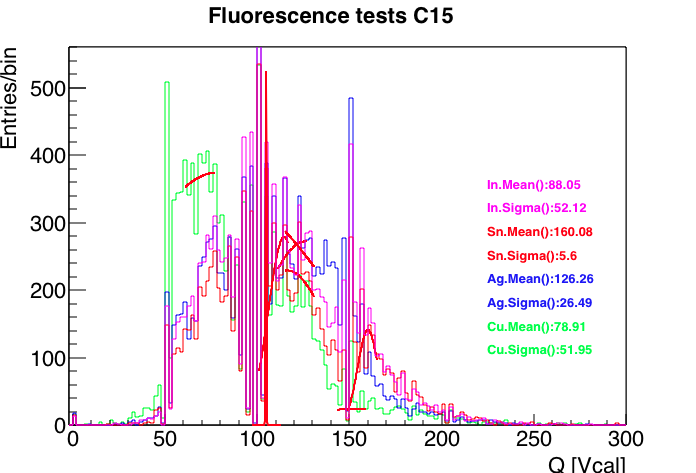 Fluorescence tests C15
Entries/bin
500
400
300
200
100
0
In.Mean():88.05
In.Sigma():52.12
Sn.Mean():160.08
Sn.Sigma():5.6
Ag.Mean():126.26
Ag.Sigma():26.49
Cu.Mean():78.91
Cu.Sigma():51.95
0 50 100 150 200 250 300
Q [Vcal]